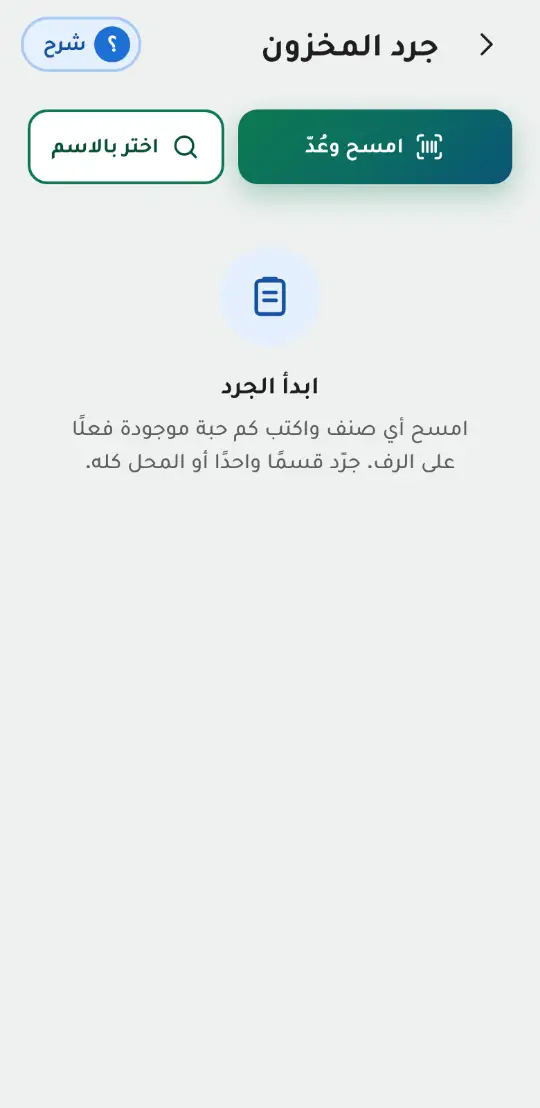 جرد المخزون
؟ شرح
امسح وعُدّ
اختر بالاسم
ابدأ الجرد
امسح أي صنف واكتب كم حبة موجودة فعلًا
على الرف. جرّد قسمًا واحدًا أو المحل كله.